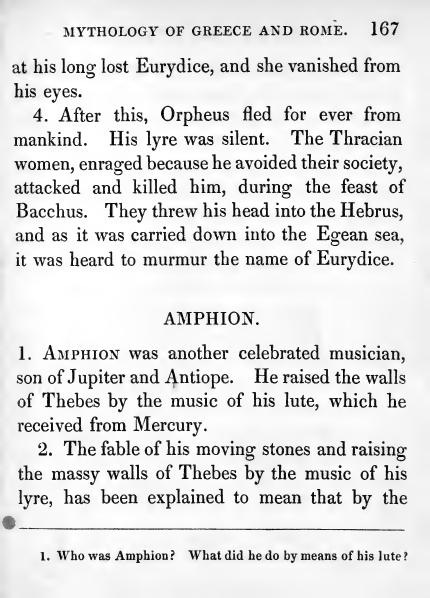 MYTHOLOGY OF GREECE AND ROME. 167
at his long lost Eurydice, and she vanished from
his eyes.
4. After this, Orpheus fled for ever from
mankind. His lyre was silent. The Thracian
women, enraged because he avoided their society,
attacked and killed him, during the feast of
Bacchus. They threw his head into the Hebrus,
and as it was carried down into the Egean sea,
it was heard to murmur the name of Eurydice.
AMPHION.
1. AMPHION was another celebrated musician,
son of Jupiter and Antiope. He raised the walls
of Thebes by the music of his lute, which he
received from Mercury.
2. The fable of his moving stones and raising
the massy walls of Thebes by the music of his
lyre, has been explained to mean that by the
1. Who was Amphion? What did he do by means of his lute?